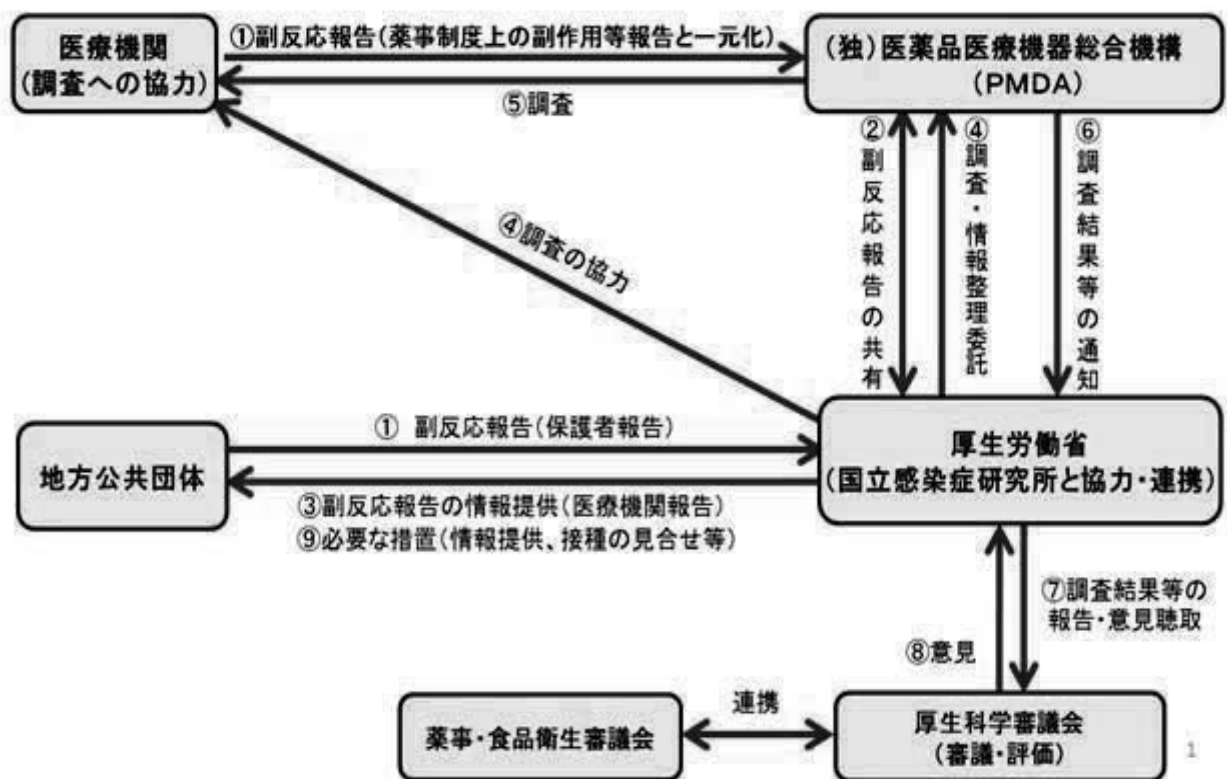 医療機関
(調査への協力)
①副反応報告(薬事制度上の副作用等報告と一元化)
(独)医薬品医療機器総合機構
(PMDA)
⑤調査
②副反応報告の共有
④調査・情報整理委託
⑥調査結果等の通知
④調査の協力
地方公共団体
① 副反応報告(保護者報告)
③副反応報告の情報提供(医療機関報告)
⑨必要な措置(情報提供、接種の見合せ等)
厚生労働省
(国立感染症研究所と協力・連携)
⑦調査結果等の
報告・意見聴取
⑧意見
薬事・食品衛生審議会
連携
厚生科学審議会
(審議・評価)
1